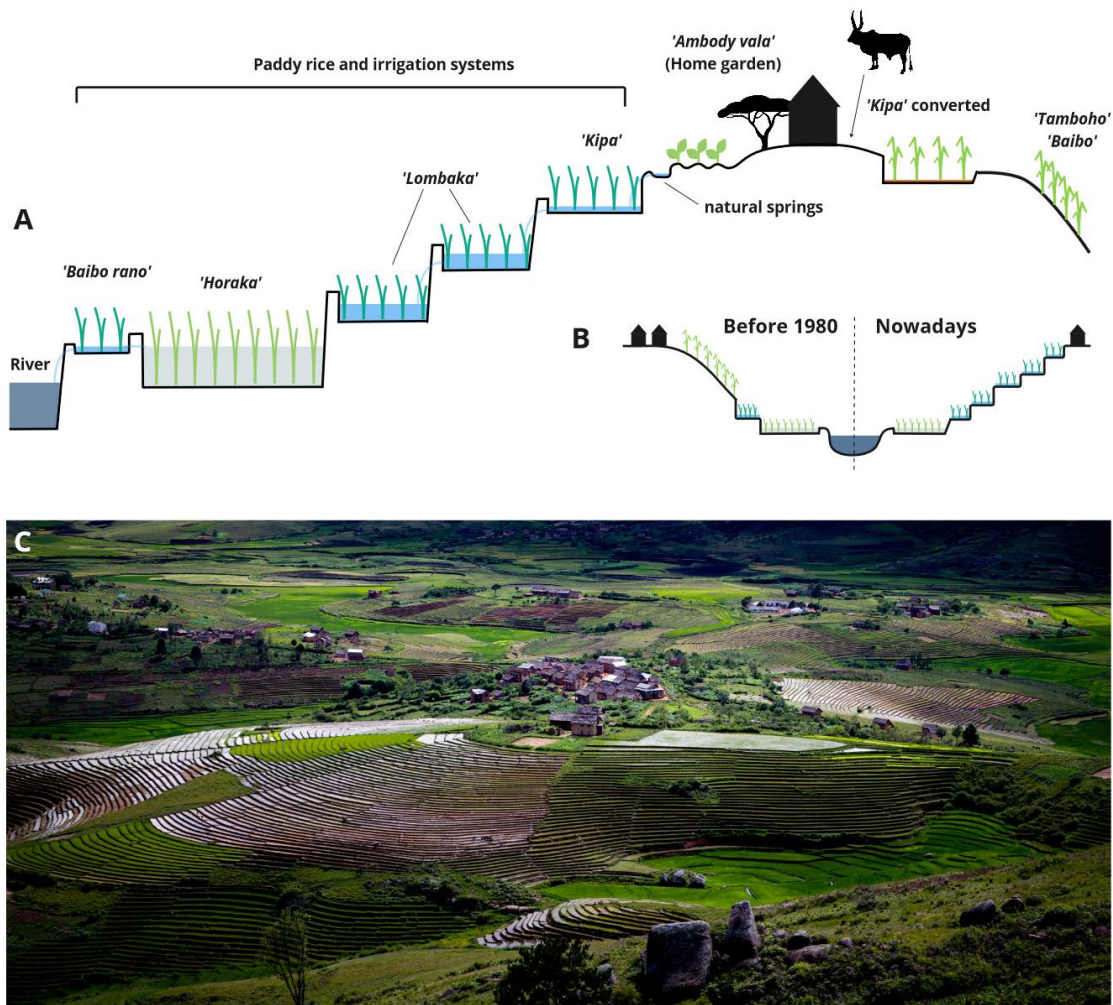 Paddy rice and irrigation systems
'Ambody vala'
(Home garden)
'Kipa' converted
'Tamboho'
'Baibo'
'Kipa'
'Lombaka'
natural springs
A
'Baibo rano'
'Horaka'
River
B
Before 1980
Nowadays
C